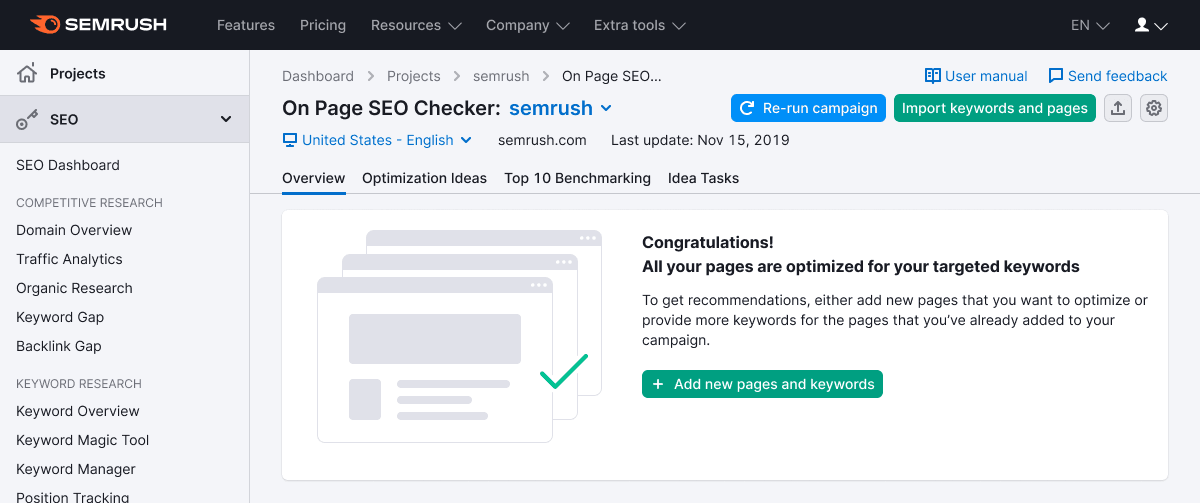 SEMRUSH Features Pricing Resources Company Extra tools EN
Projects
SEO
SEO Dashboard
COMPETITIVE RESEARCH
Domain Overview
Traffic Analytics
Organic Research
Keyword Gap
Backlink Gap
KEYWORD RESEARCH
Keyword Overview
Keyword Magic Tool
Keyword Manager
Position Tracking
Dashboard Projects semrush On Page SEO... User manual Send feedback
On Page SEO Checker: semrush Re-run campaign Import keywords and pages
United States - English semrush.com Last update: Nov 15, 2019
Overview Optimization Ideas Top 10 Benchmarking Idea Tasks
Congratulations!
All your pages are optimized for your targeted keywords
To get recommendations, either add new pages that you want to optimize or
provide more keywords for the pages that you’ve already added to your
campaign.
+ Add new pages and keywords